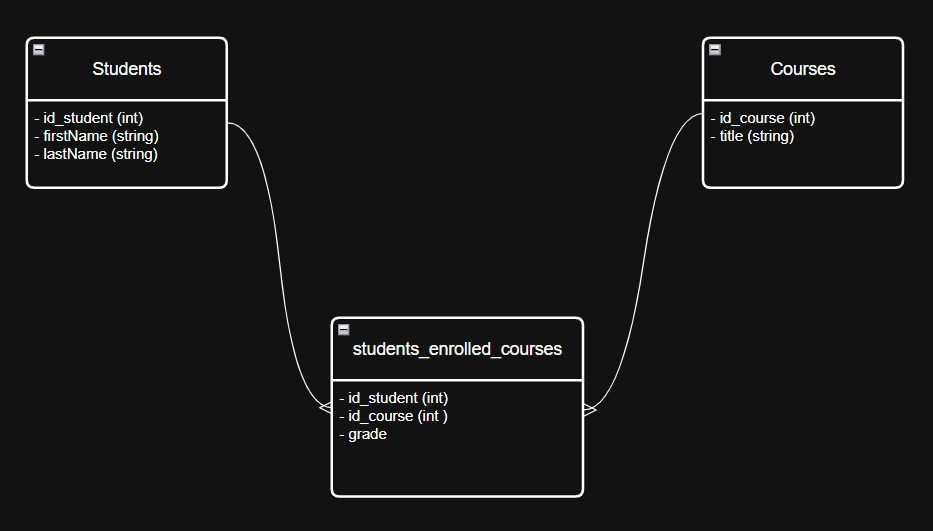 Students
- id_student (int)
- firstName (string)
- lastName (string)
Courses
- id_course (int)
- title (string)
students_enrolled_courses
- id_student (int)
- id_course (int )
- grade